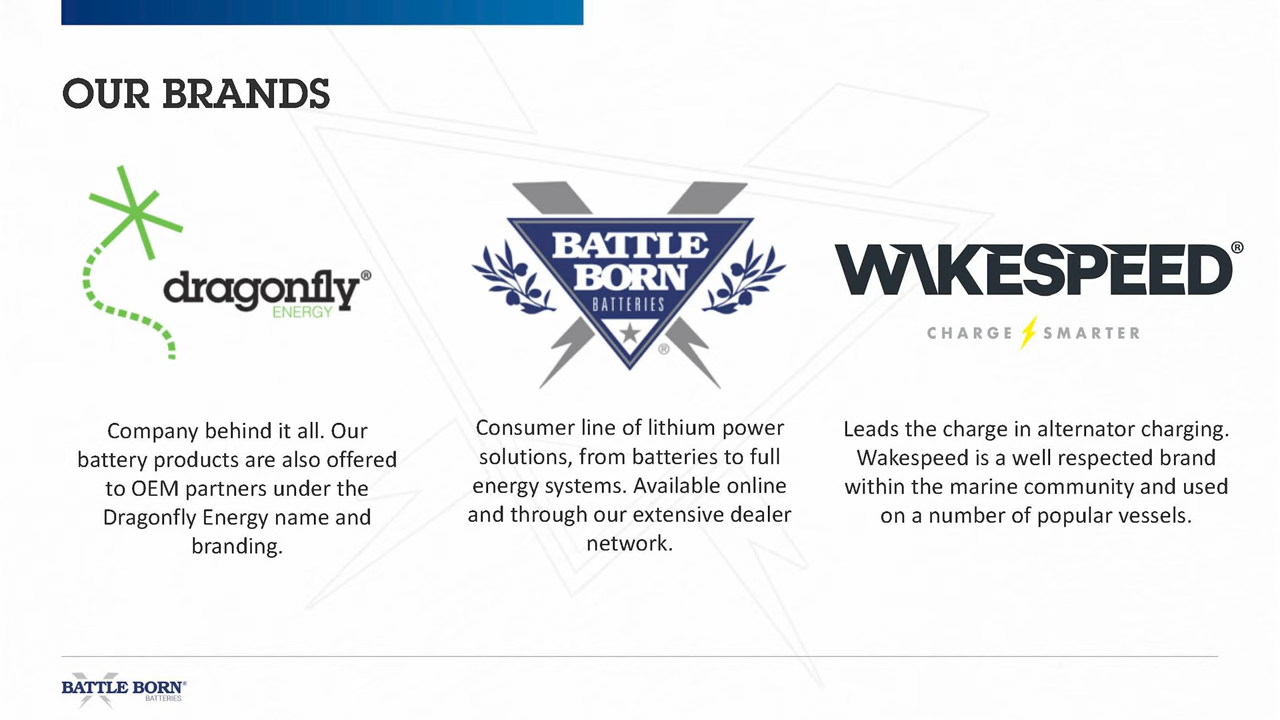 OUR BRANDS
dragonfly®
ENERGY
BATTLE
BORN
BATTERIES
®
WAKESPEED®
CHARGE SMARTER
Company behind it all. Our
battery products are also offered
to OEM partners under the
Dragonfly Energy name and
branding.
Consumer line of lithium power
solutions, from batteries to full
energy systems. Available online
and through our extensive dealer
network.
Leads the charge in alternator charging.
Wakespeed is a well respected brand
within the marine community and used
on a number of popular vessels.
BATTLE BORN®
BATTERIES